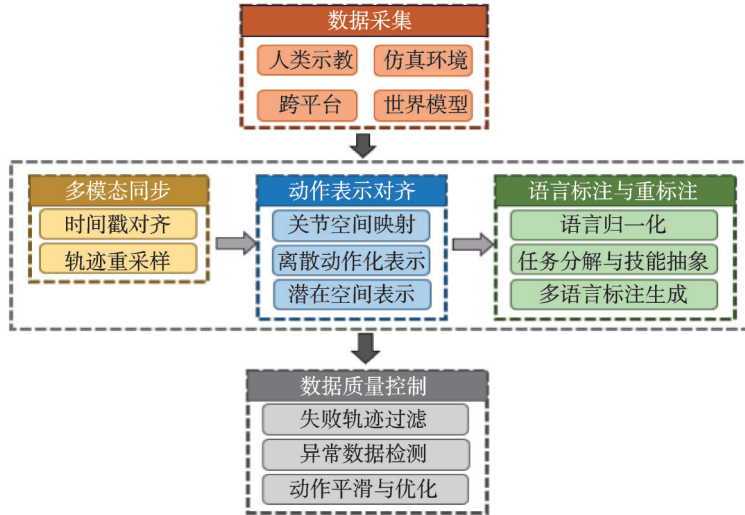 数据采集
人类示教
仿真环境
跨平台
世界模型
多模态同步
时间戳对齐
轨迹重采样
动作表示对齐
关节空间映射
离散动作化表示
潜在空间表示
语言标注与重标注
语言归一化
任务分解与技能抽象
多语言标注生成
数据质量控制
失败轨迹过滤
异常数据检测
动作平滑与优化